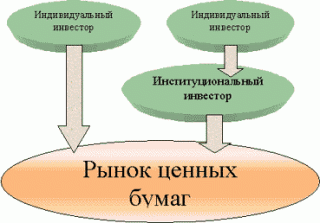 Индивидуальный
инвестор
Индивидуальный
инвестор
Институциональный
инвестор
Рынок ценных
бумаг